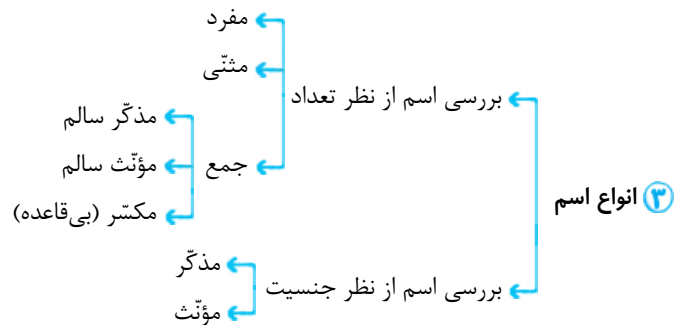 ۳ انواع اسم
بررسی اسم از نظر تعداد
مفرد
مثنّی
جمع
مذکّر سالم
مؤنّث سالم
مکسّر (بی‌قاعده)
بررسی اسم از نظر جنسیت
مذکّر
مؤنّث